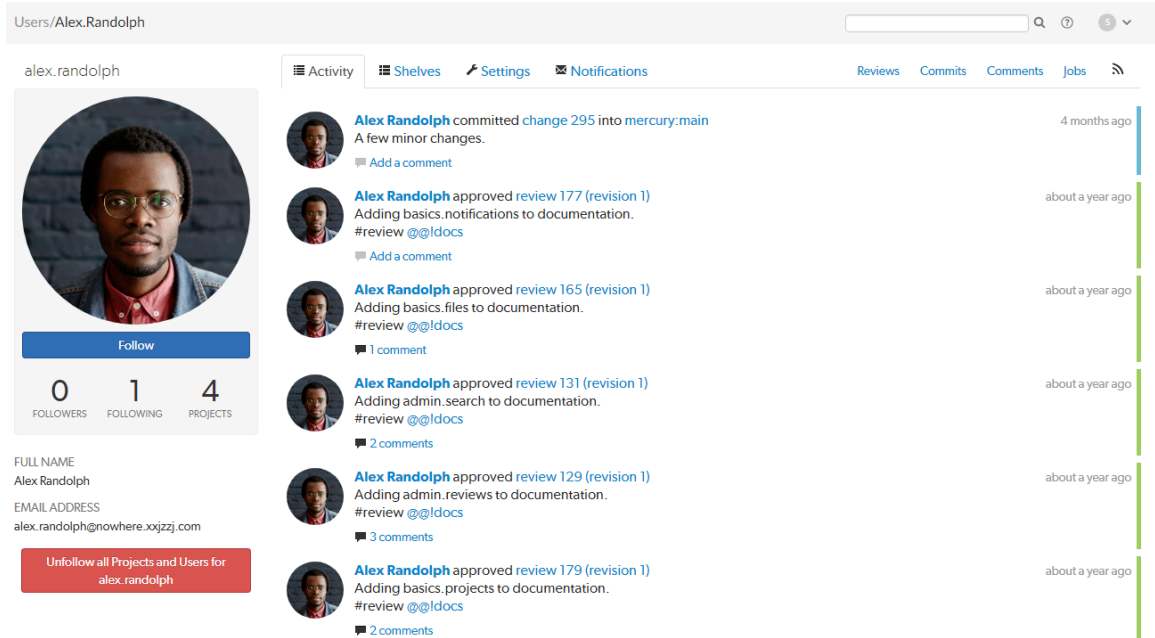 Users/Alex.Randolph
S
alex.randolph
Activity Shelves Settings Notifications
Reviews Commits Comments Jobs
Follow
0 1 4
FOLLOWERS FOLLOWING PROJECTS
FULL NAME
Alex Randolph
EMAIL ADDRESS
alex.randolph@nowhere.xxjzzj.com
Unfollow all Projects and Users for
alex.randolph
Alex Randolph committed change 295 into mercury:main
4 months ago
A few minor changes.
Add a comment
Alex Randolph approved review 177 (revision 1)
about a year ago
Adding basics.notifications to documentation.
#review @@!docs
Add a comment
Alex Randolph approved review 165 (revision 1)
about a year ago
Adding basics.files to documentation.
#review @@!docs
1 comment
Alex Randolph approved review 131 (revision 1)
about a year ago
Adding admin.search to documentation.
#review @@!docs
2 comments
Alex Randolph approved review 129 (revision 1)
about a year ago
Adding admin.reviews to documentation.
#review @@!docs
3 comments
Alex Randolph approved review 179 (revision 1)
about a year ago
Adding basics.projects to documentation.
#review @@!docs
2 comments